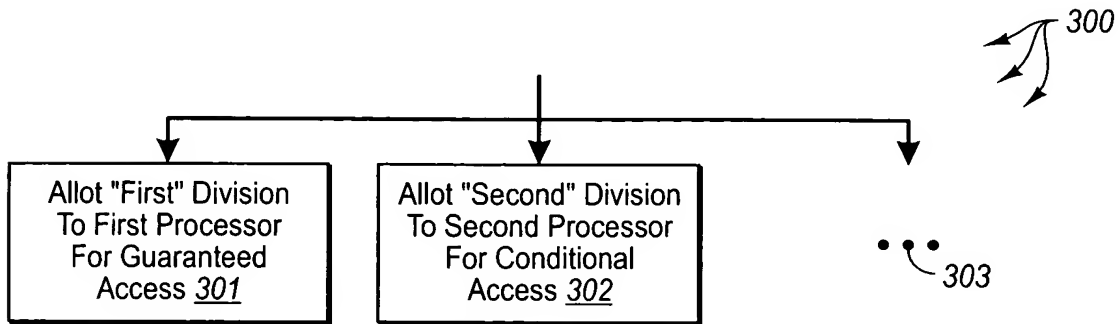 300
Allot "First" Division
To First Processor
For Guaranteed
Access 301
Allot "Second" Division
To Second Processor
For Conditional
Access 302
• • •
303